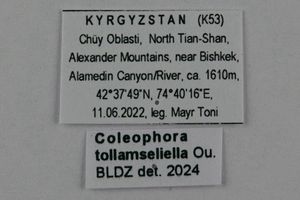 KYRGYZSTAN (K53)
Chüy Oblasti, North Tian-Shan,
Alexander Mountains, near Bishkek,
Alamedin Canyon/River, ca. 1610m,
42°37'49"N, 74°40'16"E,
11.06.2022, leg. Mayr Toni
Coleophora
tollamseliella Ou.
BLDZ det. 2024